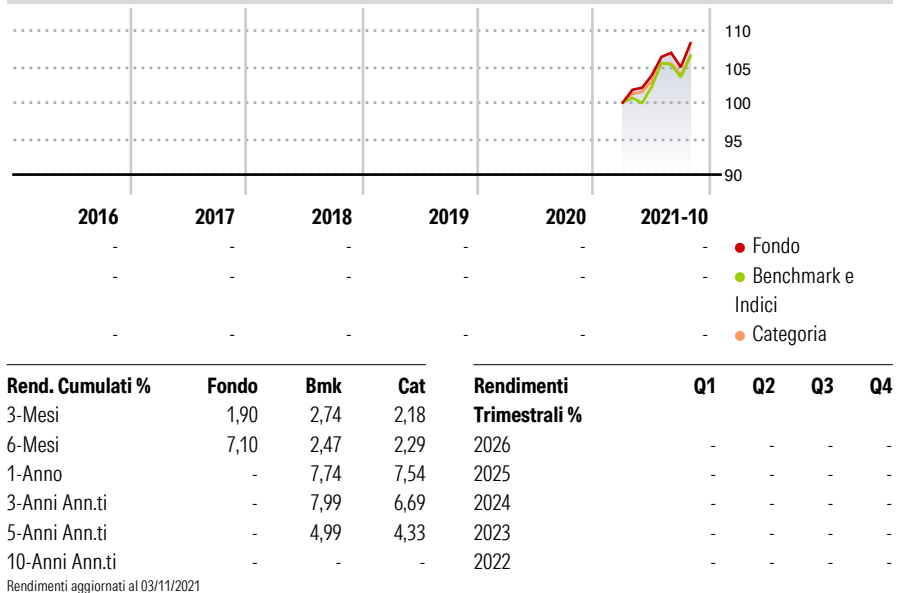 110
105
100
95
90
2016 2017 2018 2019 2020 2021-10
- - - - - - Fondo
- - - - - - Benchmark e
Indici
- - - - - - Categoria
Rend. Cumulati % Fondo Bmk Cat
3-Mesi 1,90 2,74 2,18
6-Mesi 7,10 2,47 2,29
1-Anno - 7,74 7,54
3-Anni Ann.ti - 7,99 6,69
5-Anni Ann.ti - 4,99 4,33
10-Anni Ann.ti - - -
Rendimenti aggiornati al 03/11/2021
Rendimenti Q1 Q2 Q3 Q4
Trimestrali %
2026 - - - -
2025 - - - -
2024 - - - -
2023 - - - -
2022 - - - -